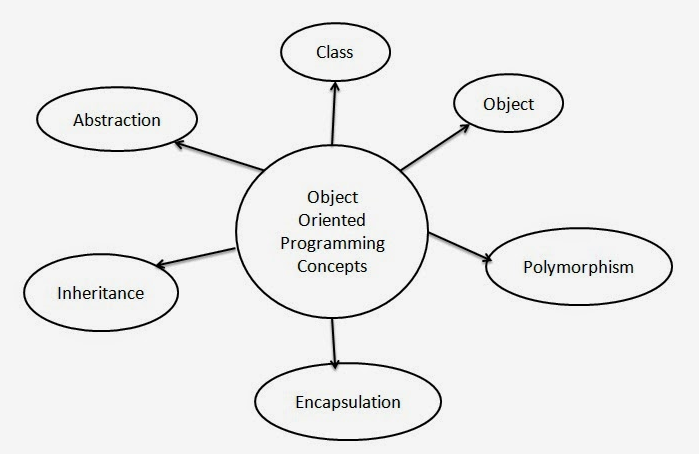 Class
Object
Abstraction
Object
Oriented
Programming
Concepts
Polymorphism
Inheritance
Encapsulation